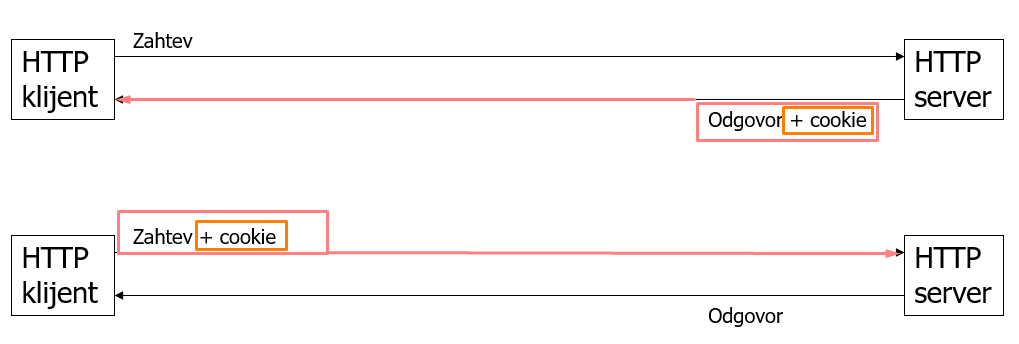 Zahtev
HTTP
klijent
HTTP
server
Odgovor + cookie
Zahtev + cookie
HTTP
klijent
HTTP
server
Odgovor